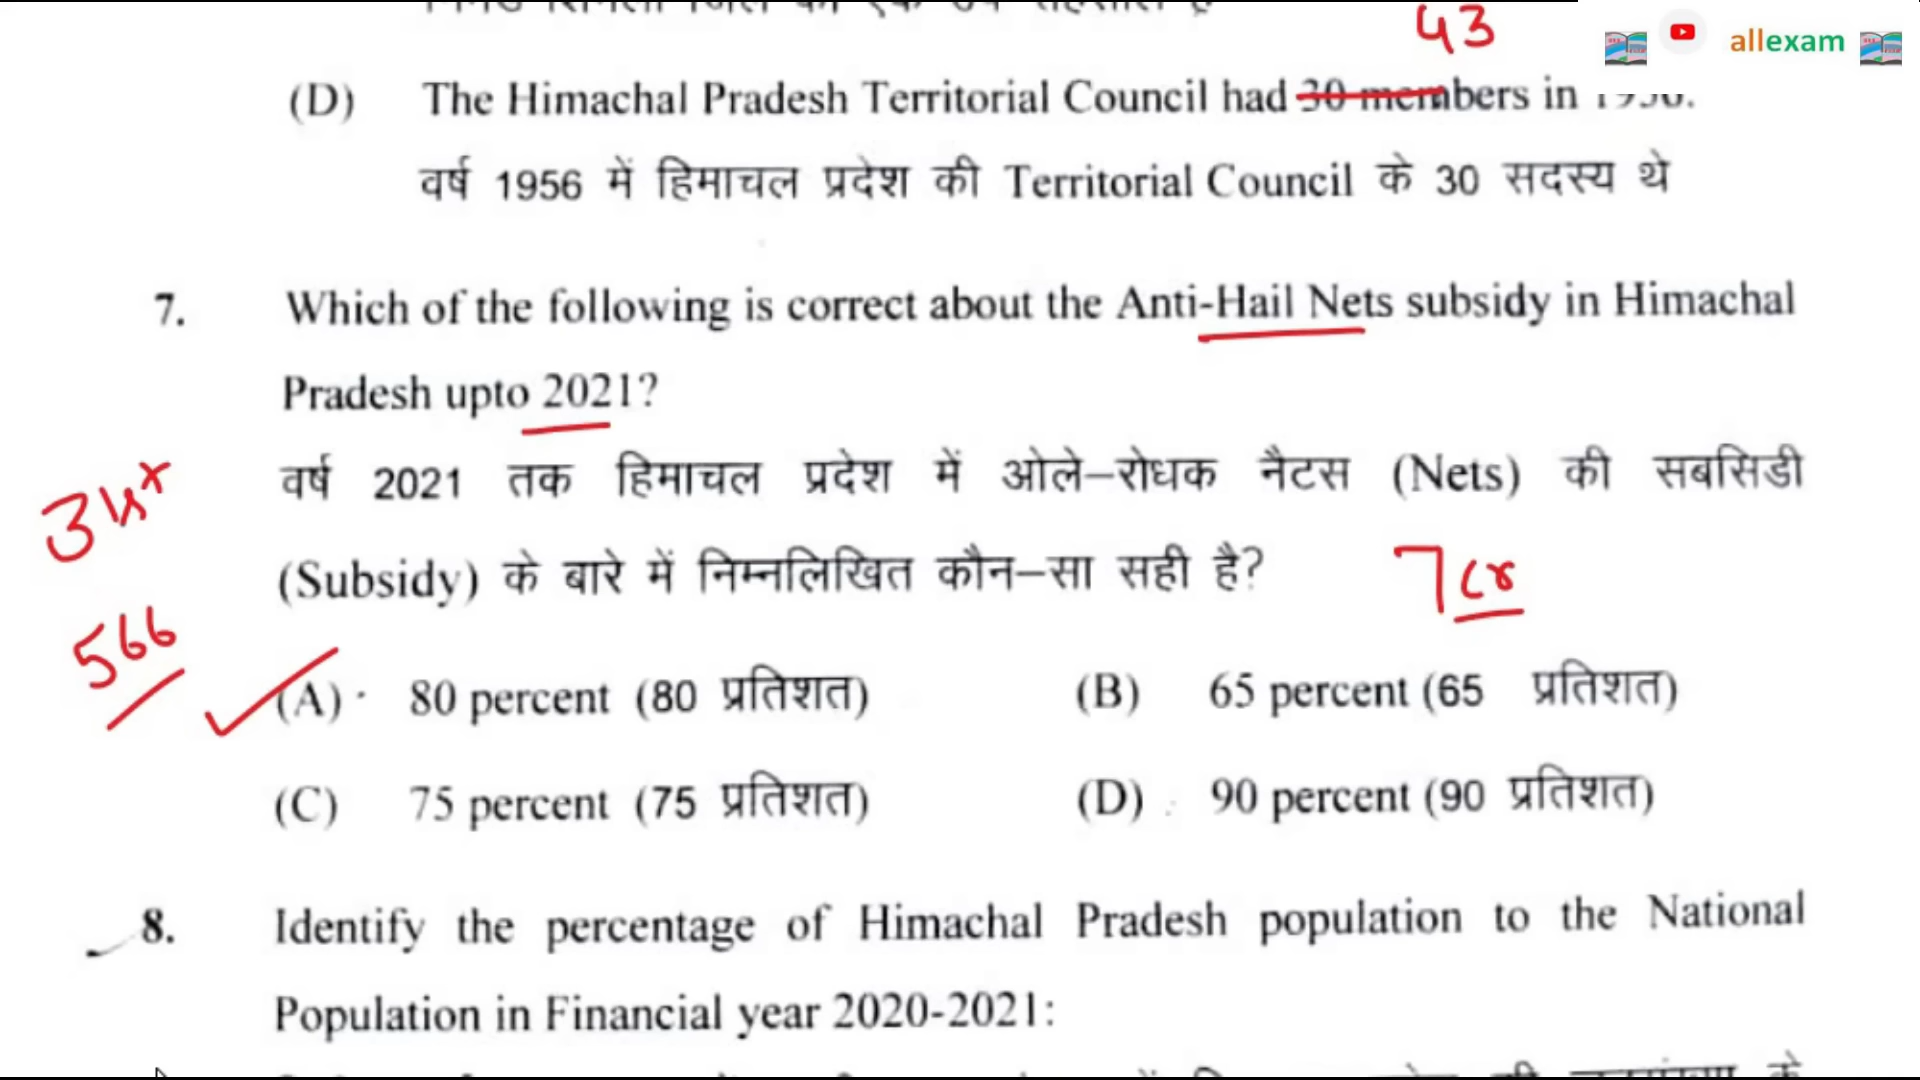 43
allexam
(D) The Himachal Pradesh Territorial Council had 30 members in
वर्ष 1956 में हिमाचल प्रदेश की Territorial Council के 30 सदस्य थे
7. Which of the following is correct about the Anti-Hail Nets subsidy in Himachal
Pradesh upto 2021?
वर्ष 2021 तक हिमाचल प्रदेश में ओले–रोधक नैटस (Nets) की सबसिडी
(Subsidy) के बारे में निम्नलिखित कौन–सा सही है?
7 cr
566
(A) 80 percent (80 प्रतिशत) (B) 65 percent (65 प्रतिशत)
(C) 75 percent (75 प्रतिशत) (D) 90 percent (90 प्रतिशत)
8. Identify the percentage of Himachal Pradesh population to the National
Population in Financial year 2020-2021: